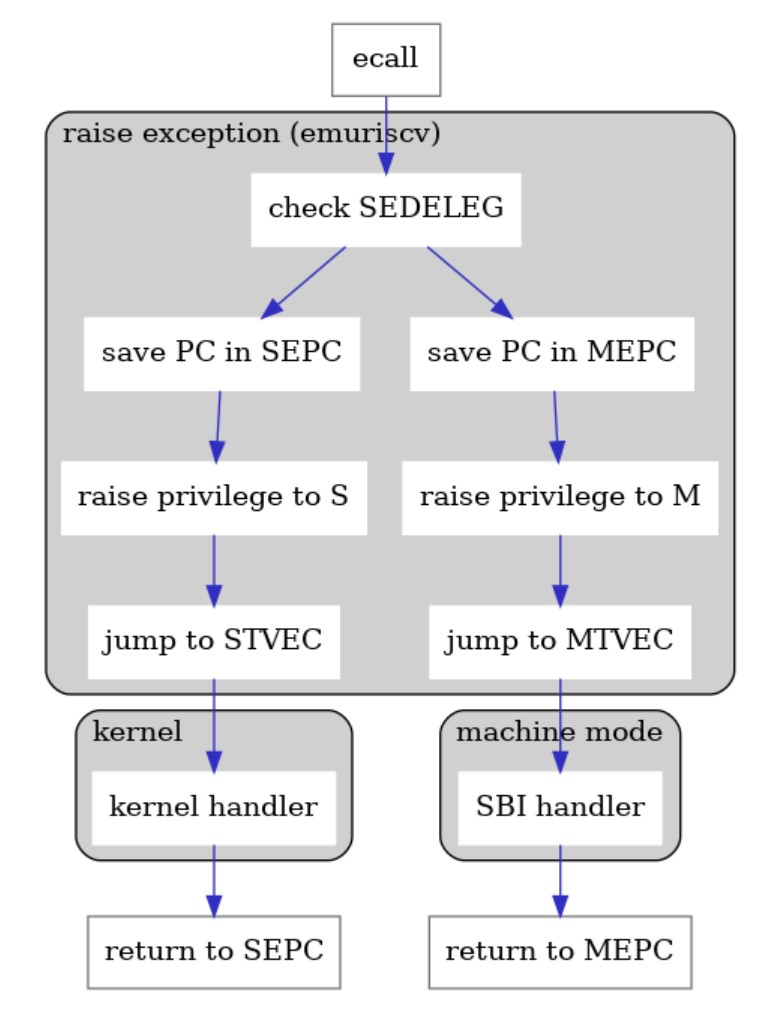 ecall
raise exception (emuriscv)
check SEDELEG
save PC in SEPC
save PC in MEPC
raise privilege to S
raise privilege to M
jump to STVEC
jump to MTVEC
kernel
machine mode
kernel handler
SBI handler
return to SEPC
return to MEPC